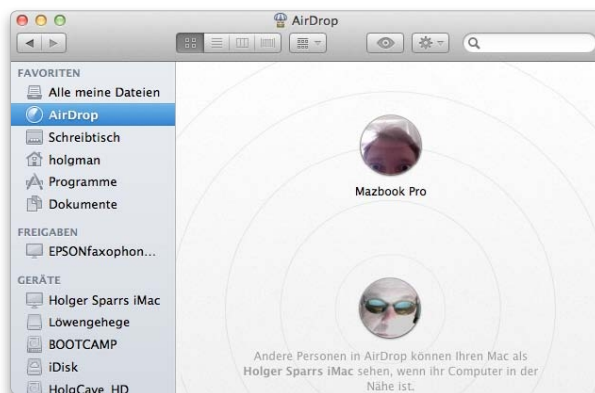 AirDrop
FAVORITEN
Alle meine Dateien
AirDrop
Schreibtisch
holgman
Programme
Dokumente
FREIGABEN
EPSONfaxophon...
GERÄTE
Holger Sparrs iMac
Löwengehege
BOOTCAMP
iDisk
HolgCave HD
Mazbook Pro
Andere Personen in AirDrop können Ihren Mac als
Holger Sparrs iMac sehen, wenn ihr Computer in der
Nähe ist.